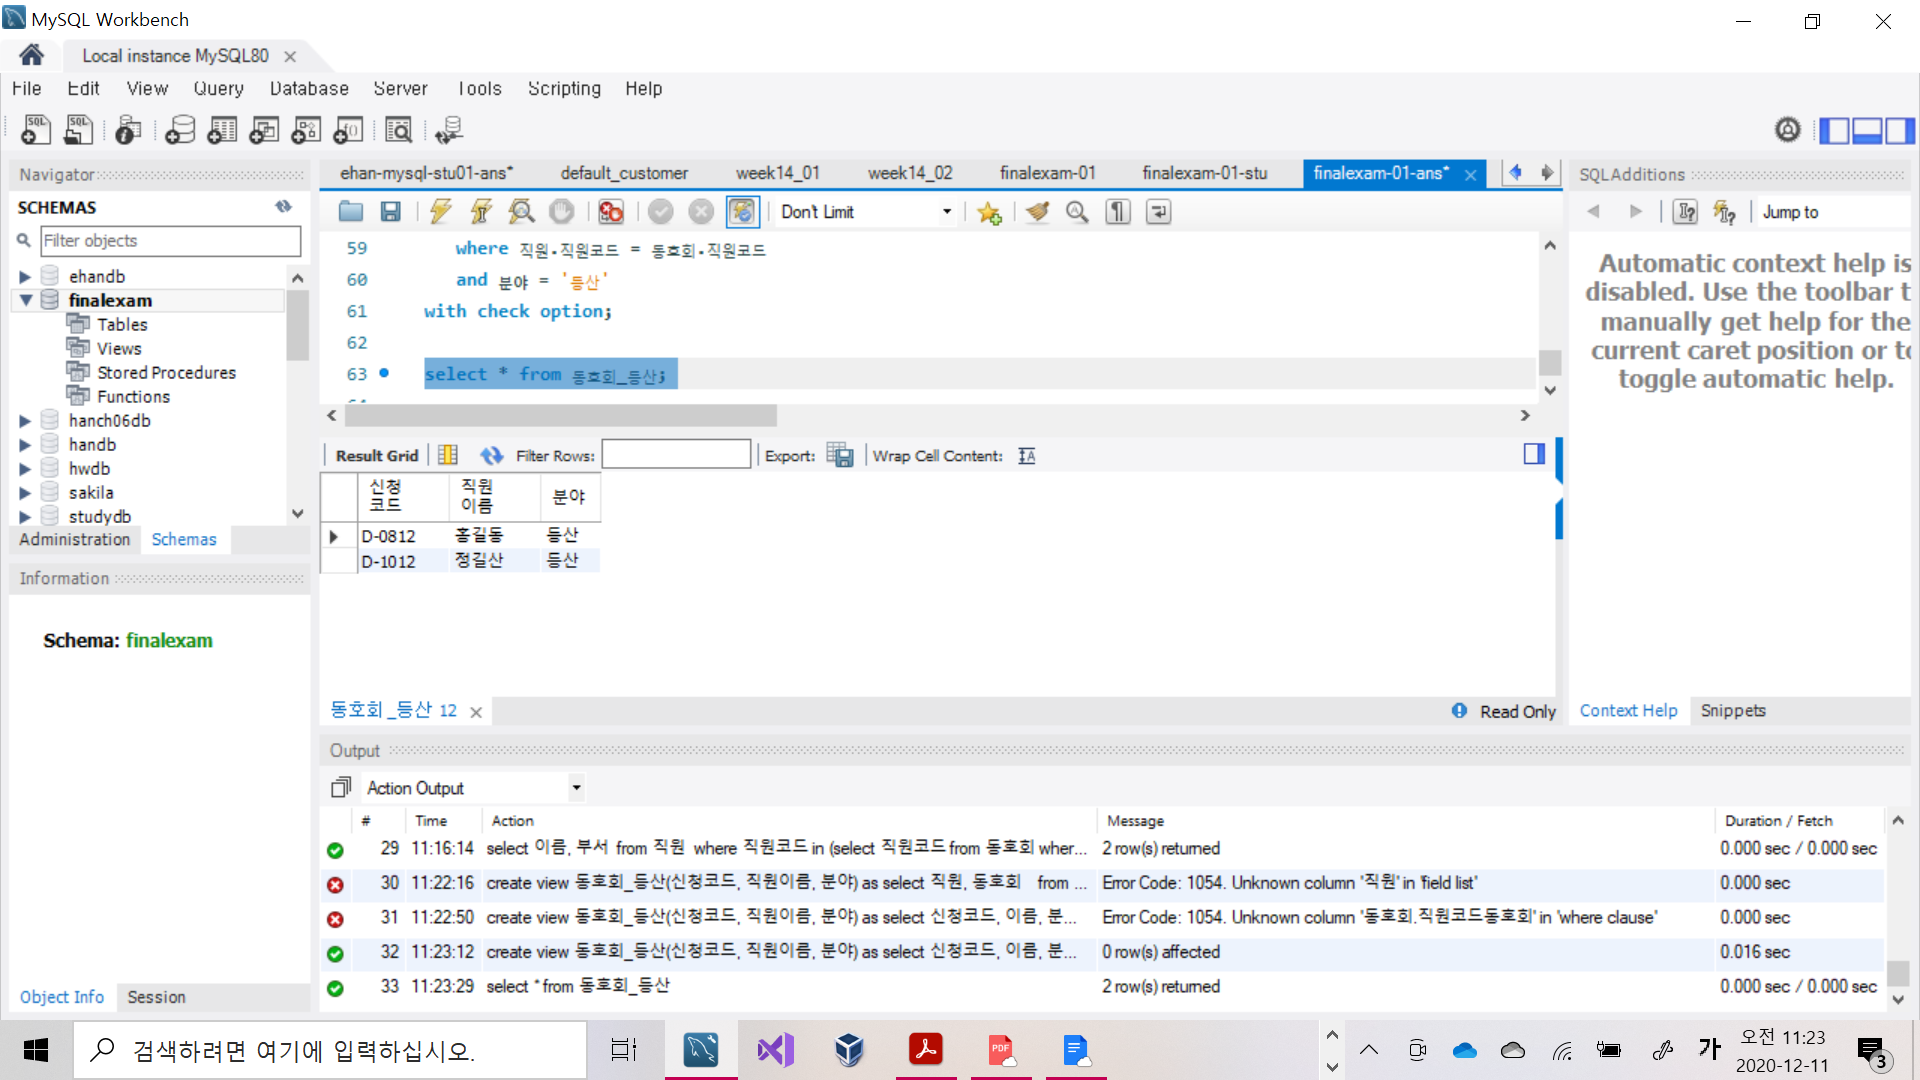 MySQL Workbench
Local instance MySQL80
File Edit View Query Database Server Tools Scripting Help
Navigator
SCHEMAS
Filter objects
ehandb
finalexam
Tables
Views
Stored Procedures
Functions
hanch06db
handb
hwdb
sakila
studydb
Administration Schemas
Information
Schema: finalexam
Object Info Session
ehan-mysql-stu01-ans* default_customer week14_01 week14_02 finalexam-01 finalexam-01-stu finalexam-01-ans*
Don't Limit
59 where 직원.직원코드 = 동호회.직원코드
60 and 분야 = '등산'
61 with check option;
62
63 select * from 동호회_등산;
Result Grid Filter Rows: Export: Wrap Cell Content:
신청코드 직원이름 분야
D-0812 홍길동 등산
D-1012 정길산 등산
동호회_등산 12
Read Only
SQLAdditions
Jump to
Automatic context help is
disabled. Use the toolbar t
manually get help for the
current caret position or to
toggle automatic help.
Context Help Snippets
Output
Action Output
# Time Action Message Duration / Fetch
29 11:16:14 select 이름, 부서 from 직원 where 직원코드 in (select 직원코드 from 동호회 wher... 2 row(s) returned 0.000 sec / 0.000 sec
30 11:22:16 create view 동호회_등산(신청코드, 직원이름, 분야) as select 직원, 동호회 from ... Error Code: 1054. Unknown column '직원' in 'field list' 0.000 sec
31 11:22:50 create view 동호회_등산(신청코드, 직원이름, 분야) as select 신청코드, 이름, 분... Error Code: 1054. Unknown column '동호회.직원코드동호회' in 'where clause' 0.000 sec
32 11:23:12 create view 동호회_등산(신청코드, 직원이름, 분야) as select 신청코드, 이름, 분... 0 row(s) affected 0.016 sec
33 11:23:29 select * from 동호회_등산 2 row(s) returned 0.000 sec / 0.000 sec
검색하려면 여기에 입력하십시오.
가
오전 11:23
2020-12-11
3